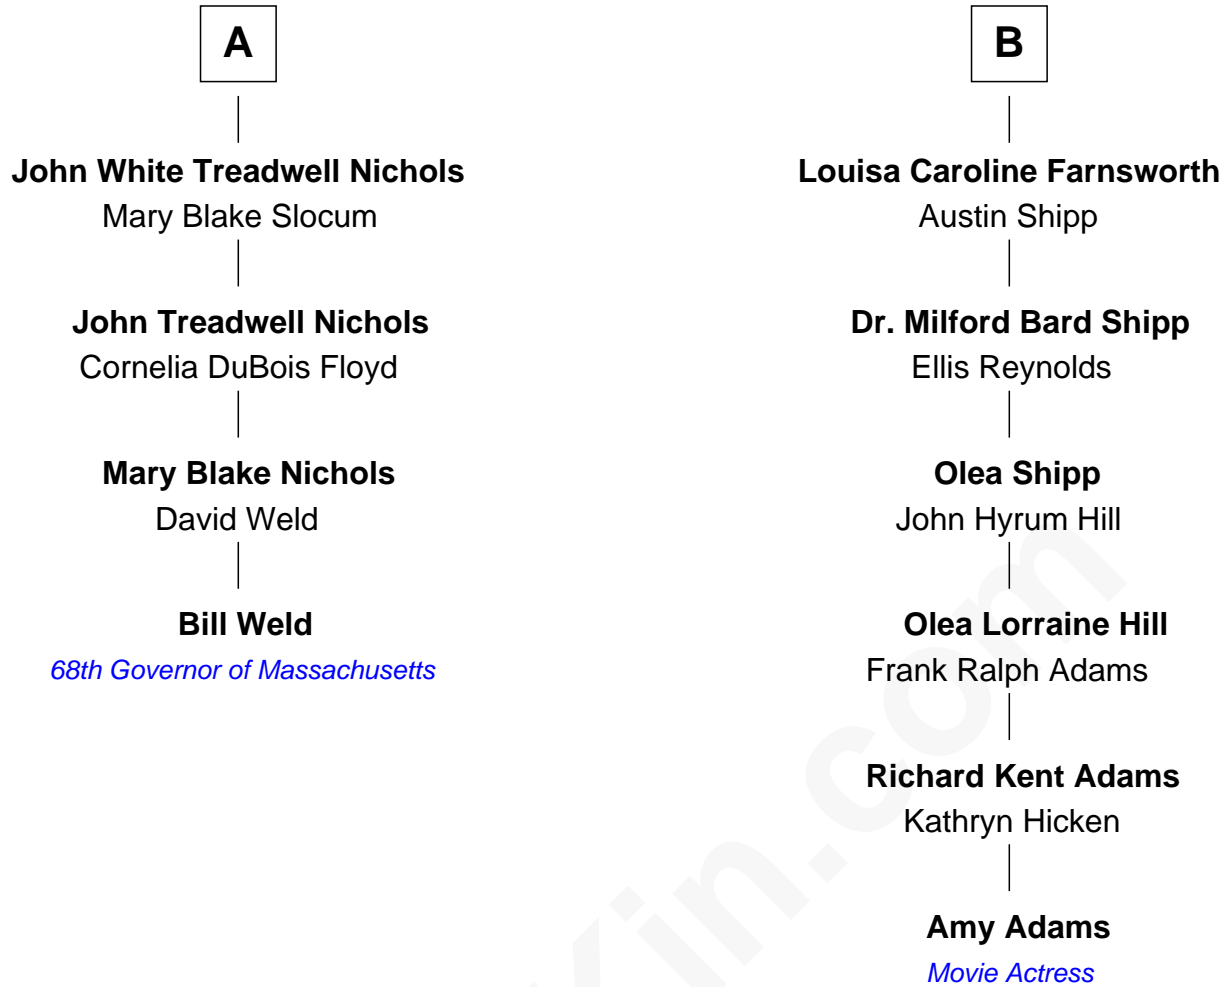 A
John White Treadwell Nichols
Mary Blake Slocum
John Treadwell Nichols
Cornelia DuBois Floyd
Mary Blake Nichols
David Weld
Bill Weld
68th Governor of Massachusetts
B
Louisa Caroline Farnsworth
Austin Shipp
Dr. Milford Bard Shipp
Ellis Reynolds
Olea Shipp
John Hyrum Hill
Olea Lorraine Hill
Frank Ralph Adams
Richard Kent Adams
Kathryn Hicken
Amy Adams
Movie Actress
Kin.com